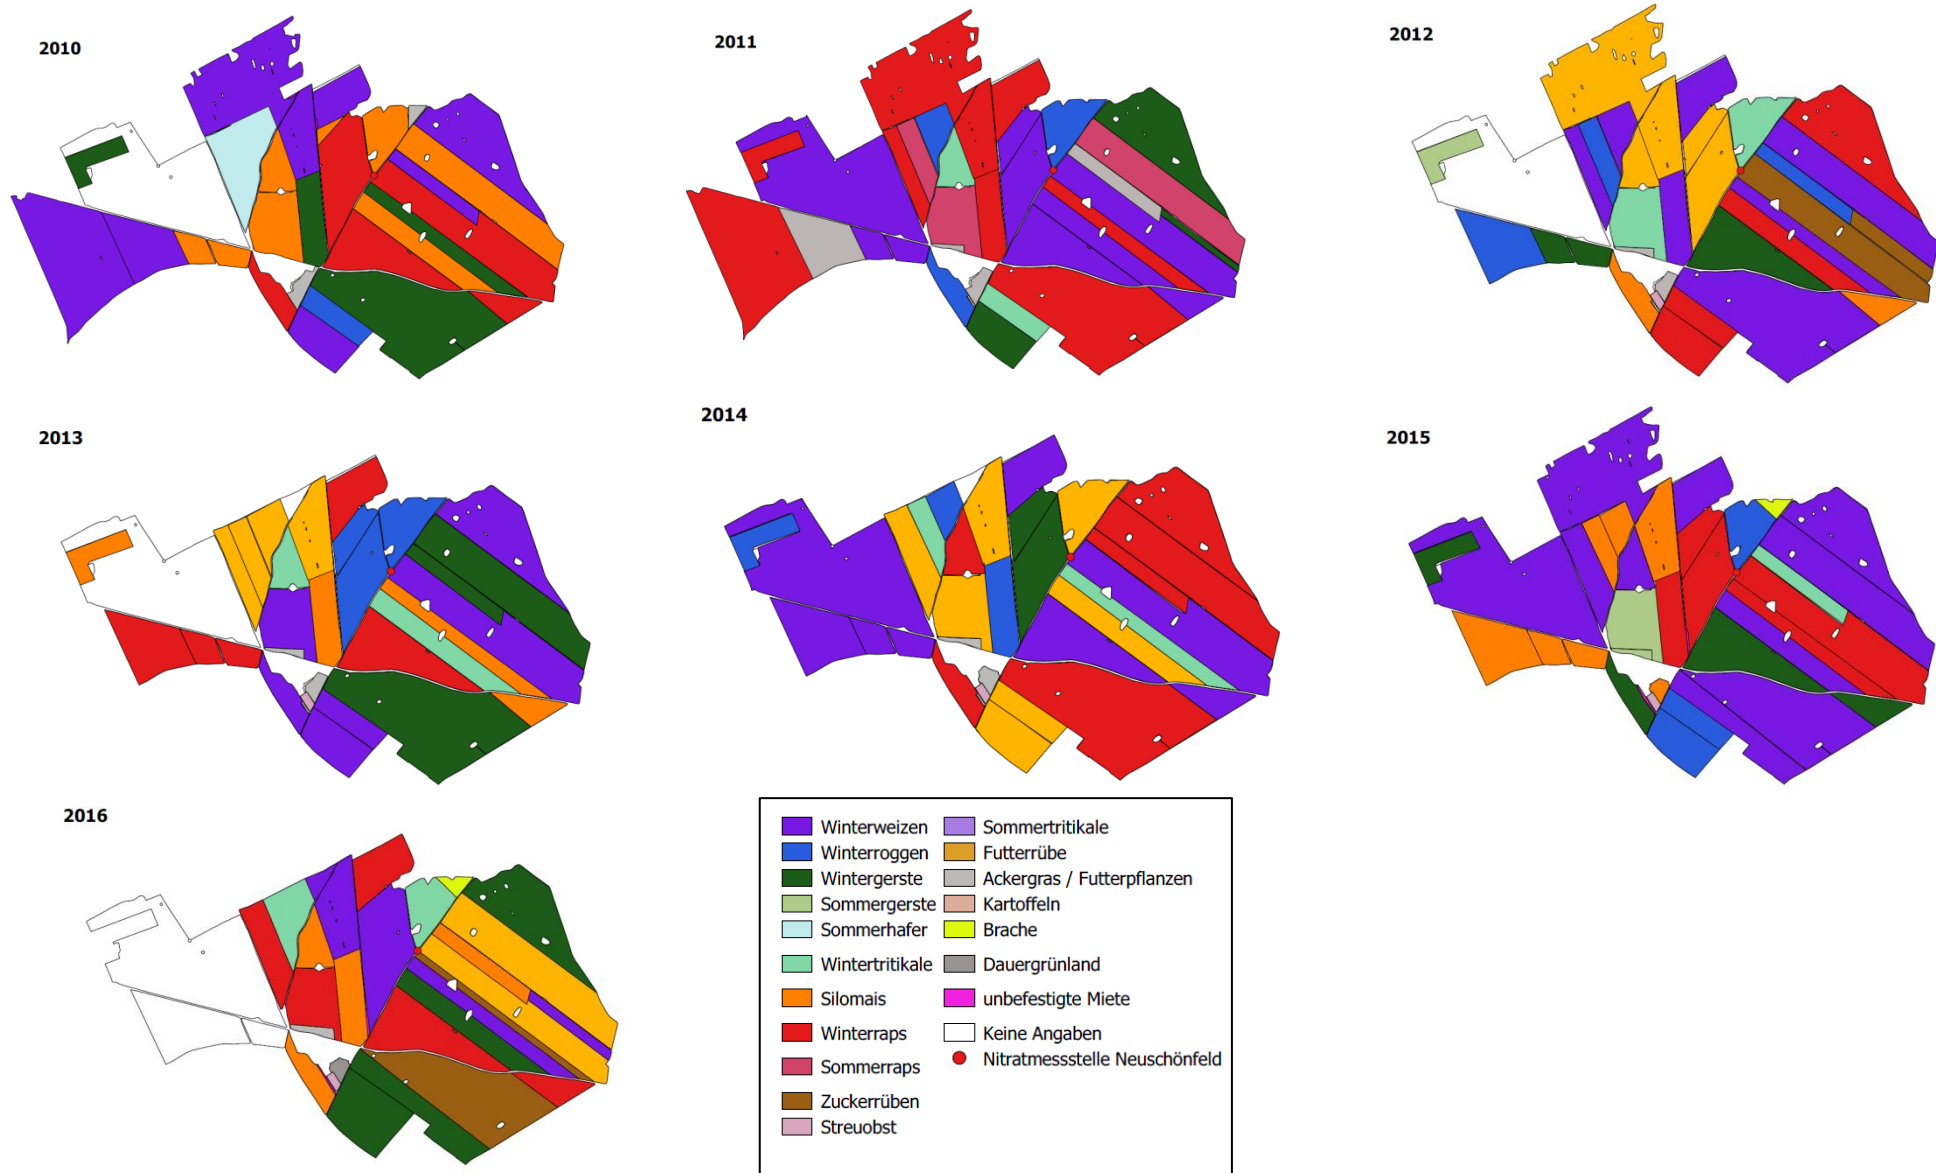 2010
2011
2012
2013
2014
2015
2016
Winterweizen
Winterroggen
Wintergerste
Sommergerste
Sommerhafer
Wintertritikale
Silomais
Winterraps
Sommerraps
Zuckerrüben
Streuobst
Sommertritikale
Futterrübe
Ackergras / Futterpflanzen
Kartoffeln
Brache
Dauergrünland
unbefestigte Miete
Keine Angaben
Nitratmessstelle Neuschönfeld